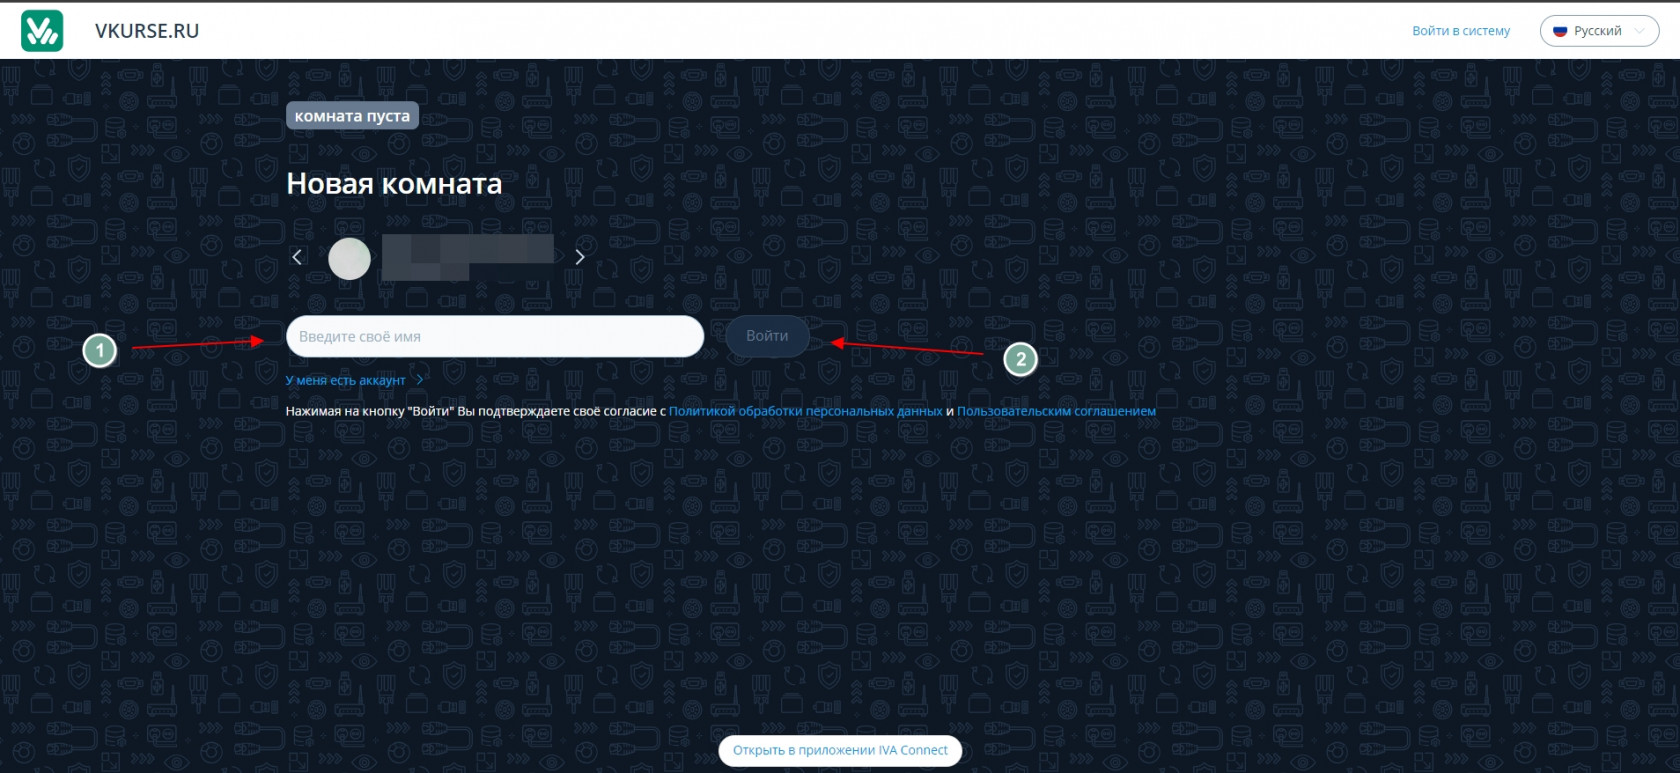 VKURSE.RU
Войти в систему
Русский
комната пуста
Новая комната
1
Введите своё имя
Войти
2
У меня есть аккаунт
Нажимая на кнопку "Войти" Вы подтверждаете своё согласие с Политикой обработки персональных данных и Пользовательским соглашением
Открыть в приложении IVA Connect